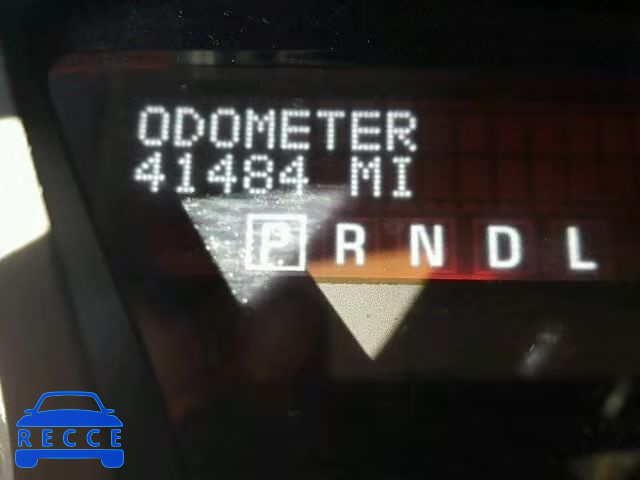 ODOMETER
41484 MI
P R N D L
RECCE